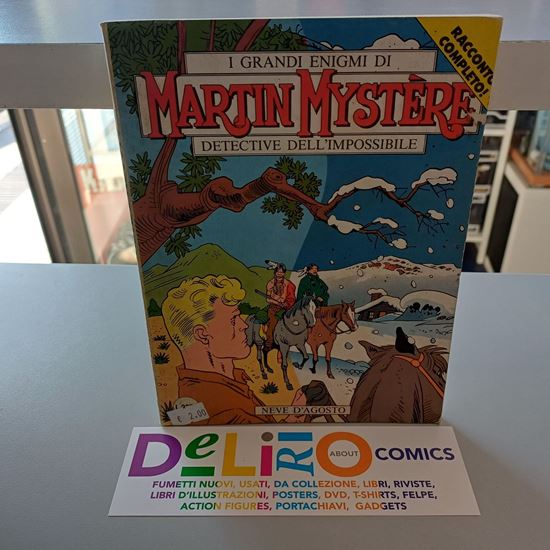 I GRANDI ENIGMI DI
MARTIN MYSTÈRE
DETECTIVE DELL'IMPOSSIBILE
RACCONTO
COMPLETO!
NEVE D'AGOSTO
€ 2,00
DeLiRiO
ABOUT
COMICS
FUMETTI NUOVI, USATI, DA COLLEZIONE, LIBRI, RIVISTE,
LIBRI D'ILLUSTRAZIONI, POSTERS, DVD, T-SHIRTS, FELPE,
ACTION FIGURES, PORTACHIAVI, GADGETS